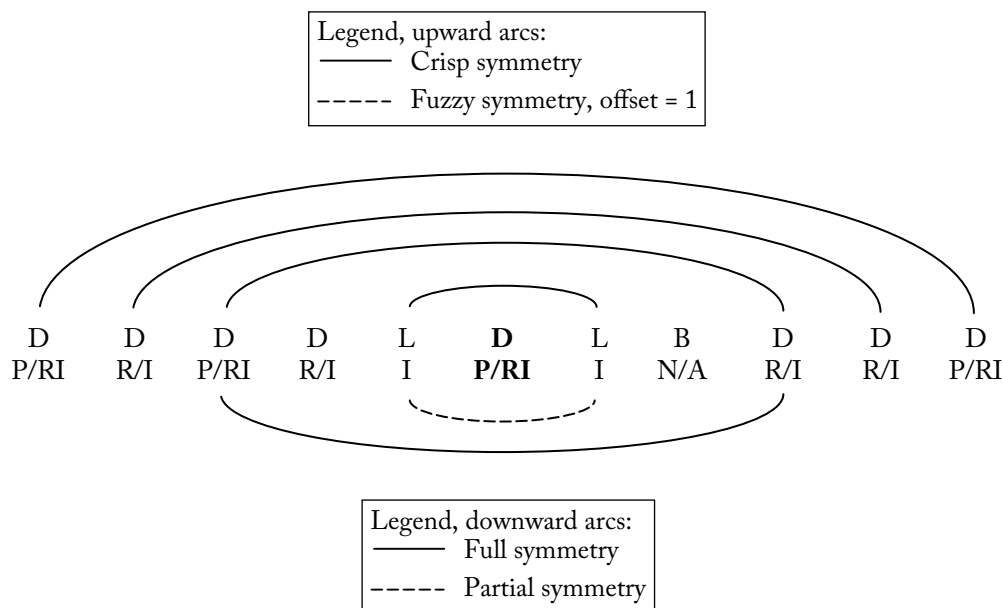 Legend, upward arcs:
Crisp symmetry
Fuzzy symmetry, offset = 1
D D D D L D L B D D D
P/RI R/I P/RI R/I I P/RI I N/A R/I R/I P/RI
Legend, downward arcs:
Full symmetry
Partial symmetry